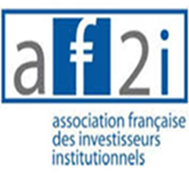 af2i
association française
des investisseurs
institutionnels